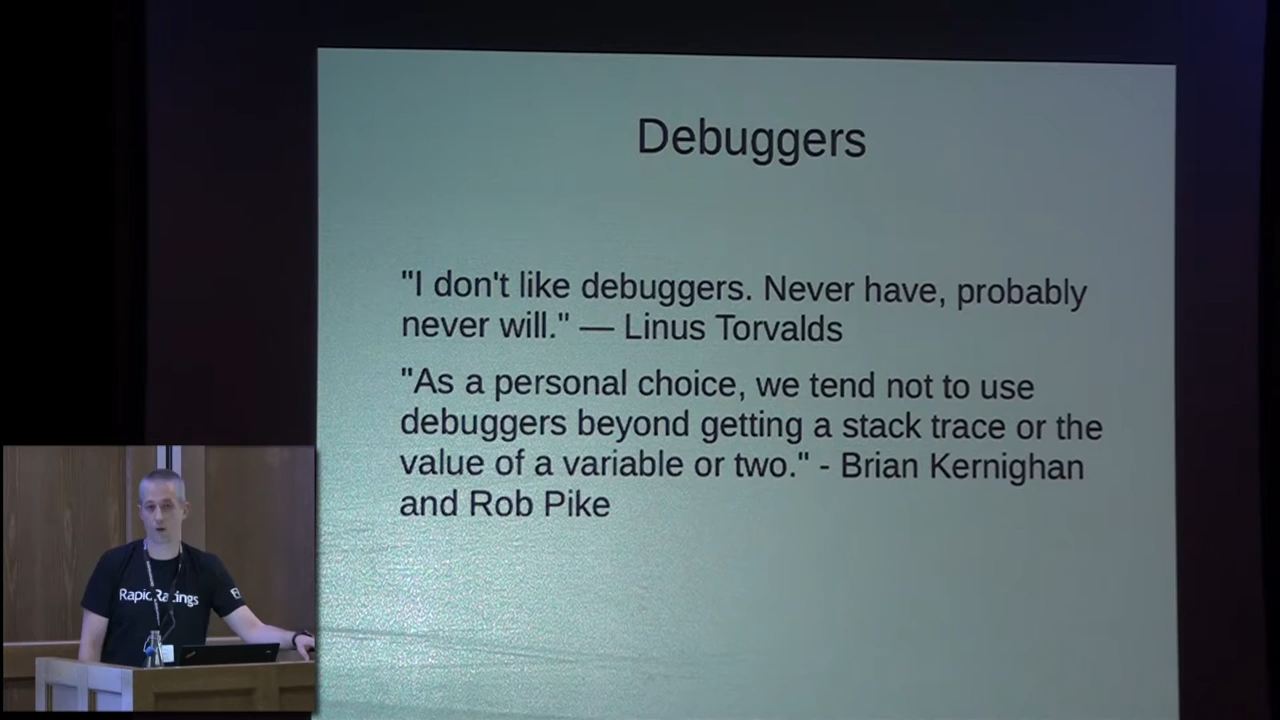 Debuggers
"I don't like debuggers. Never have, probably
never will." — Linus Torvalds
"As a personal choice, we tend not to use
debuggers beyond getting a stack trace or the
value of a variable or two." - Brian Kernighan
and Rob Pike
RapidRatings